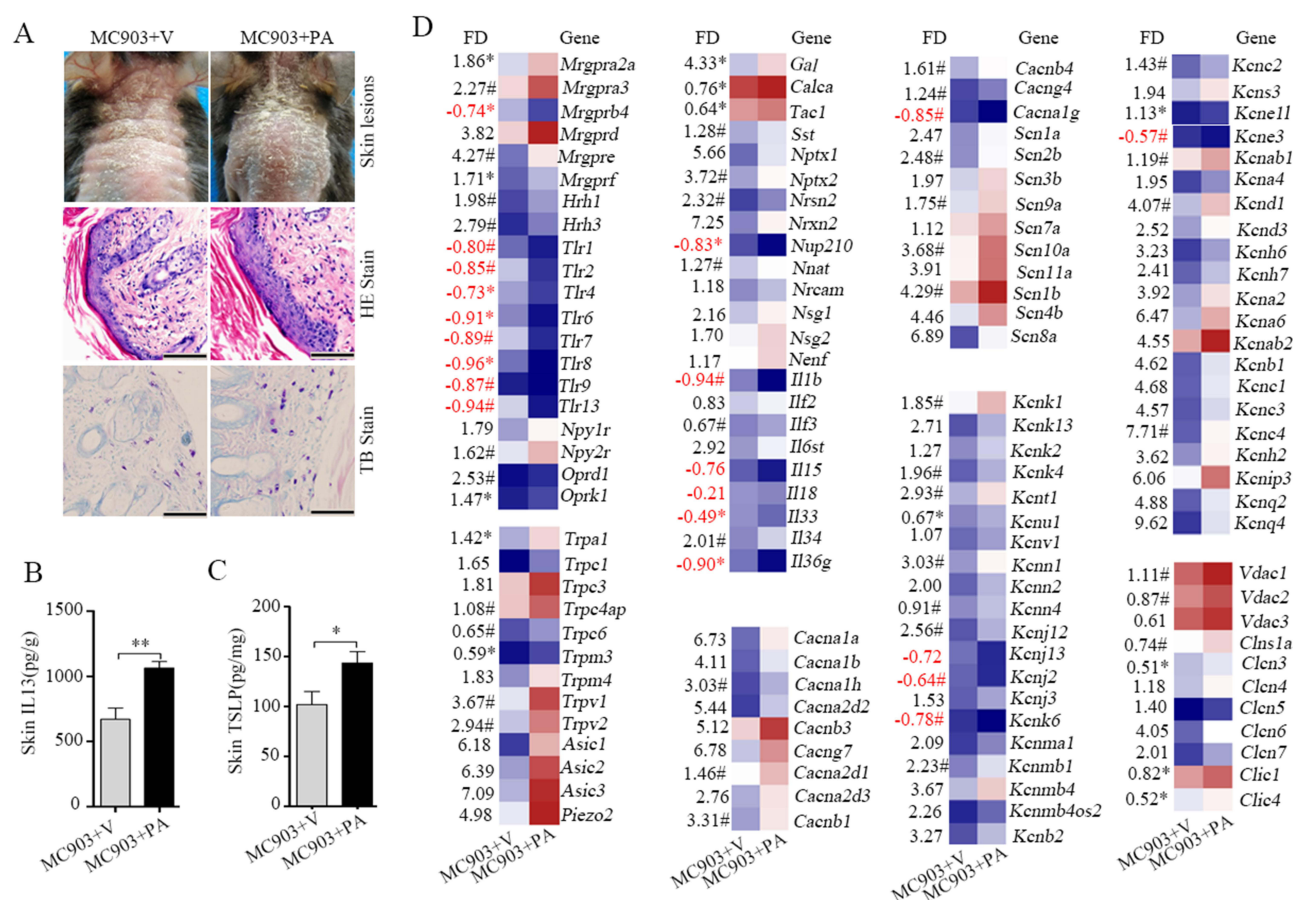 A
MC903+V
MC903+PA
Skin lesions
HE Stain
TB Stain
B
Skin IL13(pg/g)
1500
1000
500
0
**
MC903+V
MC903+PA
C
Skin TSLP(pg/mg)
200
150
100
50
0
*
MC903+V
MC903+PA
D
FD Gene
1.86* Mrgpra2a
2.27# Mrgpra3
-0.74* Mrgprb4
3.82 Mrgprd
4.27# Mrgpre
1.71* Mrgprf
1.98# Hrh1
2.79# Hrh3
-0.80# Tlr1
-0.85# Tlr2
-0.73* Tlr4
-0.91* Tlr6
-0.89# Tlr7
-0.96* Tlr8
-0.87# Tlr9
-0.94# Tlr13
1.79 Npy1r
1.62# Npy2r
2.53# Oprd1
1.47* Oprk1
1.42* Trpa1
1.65 Trpc1
1.81 Trpc3
1.08# Trpc4ap
0.65# Trpc6
0.59* Trpm3
1.83 Trpm4
3.67# Trpv1
2.94# Trpv2
6.18 Asic1
6.39 Asic2
7.09 Asic3
4.98 Piezo2
MC903+V
MC903+PA
FD Gene
4.33* Gal
0.76* Calca
0.64* Tac1
1.28# Sst
5.66 Nptx1
3.72# Nptx2
2.32# Nrsn2
7.25 Nrxn2
-0.83* Nup210
1.27# Nnat
1.18 Nrcam
2.16 Nsg1
1.70 Nsg2
1.17 Nenf
-0.94# Il1b
0.83 Ilf2
0.67# Ilf3
2.92 Il6st
-0.76 Il15
-0.21 Il18
-0.49* Il33
2.01# Il34
-0.90* Il36g
6.73 Cacna1a
4.11 Cacna1b
3.03# Cacna1h
5.44 Cacna2d2
5.12 Cacnb3
6.78 Cacng7
1.46# Cacna2d1
2.76 Cacna2d3
3.31# Cacnb1
MC903+V
MC903+PA
FD Gene
1.61# Cacnb4
1.24# Cacng4
-0.85# Cacna1g
2.47 Scn1a
2.48# Scn2b
1.97 Scn3b
1.75# Scn9a
1.12 Scn7a
3.68# Scn10a
3.91 Scn11a
4.29# Scn1b
4.46 Scn4b
6.89 Scn8a
1.85# Kcnk1
2.71 Kcnk13
1.27 Kcnk2
1.96# Kcnk4
2.93# Kcnt1
0.67* Kcnu1
1.07 Kcnv1
3.03# Kcnn1
2.00 Kcnn2
0.91# Kcnn4
2.56# Kcnj12
-0.72 Kcnj13
-0.64# Kcnj2
1.53 Kcnj3
-0.78# Kcnk6
2.09 Kcnma1
2.23# Kcnmb1
3.67 Kcnmb4
2.26 Kcnmb4os2
3.27 Kcnb2
MC903+V
MC903+PA
FD Gene
1.43# Kcnc2
1.94 Kcns3
1.13* Kcne1l
-0.57# Kcne3
1.19# Kcnab1
1.95 Kcna4
4.07# Kcnd1
2.52 Kcnd3
3.23 Kcnh6
2.41 Kcnh7
3.92 Kcna2
6.47 Kcna6
4.55 Kcnab2
4.62 Kcnb1
4.68 Kcnc1
4.57 Kcnc3
7.71# Kcnc4
3.62 Kcnh2
6.06 Kcnip3
4.88 Kcnq2
9.62 Kcnq4
1.11# Vdac1
0.87# Vdac2
0.61 Vdac3
0.74# Clns1a
0.51* Clcn3
1.18 Clcn4
1.40 Clcn5
4.05 Clcn6
2.01 Clcn7
0.82* Clic1
0.52* Clic4
MC903+V
MC903+PA